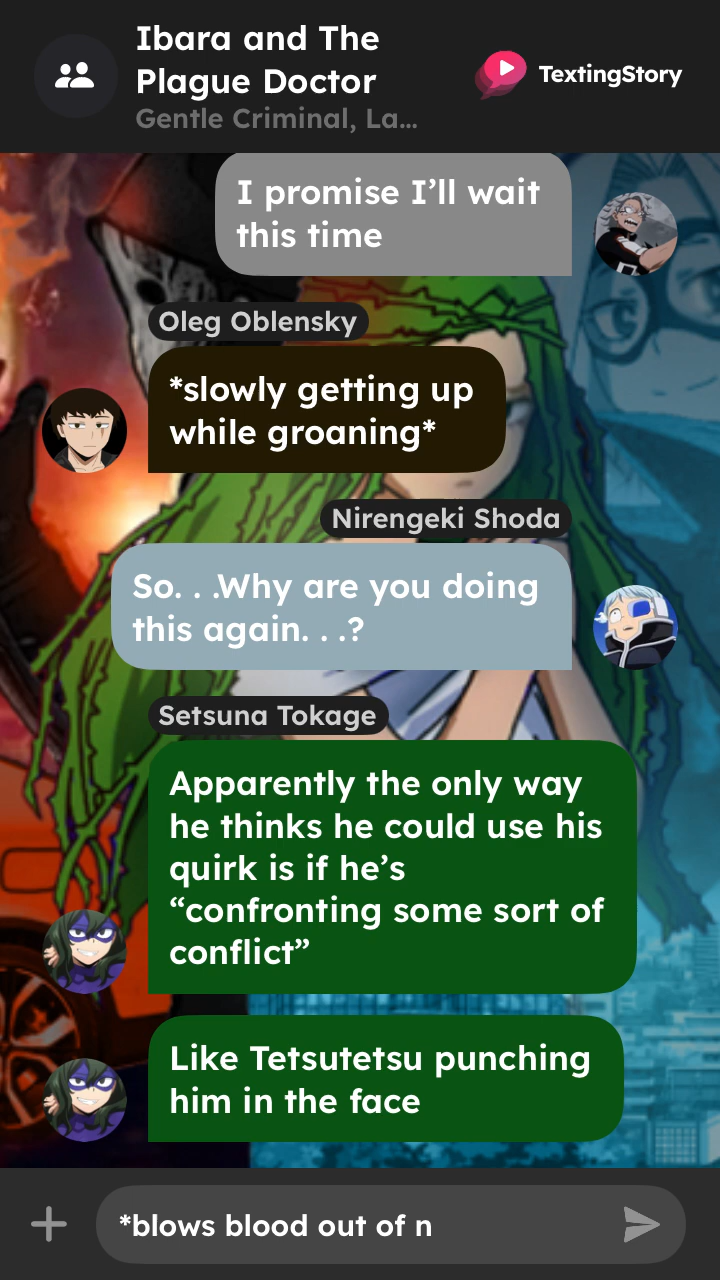 Ibara and The
Plague Doctor
Gentle Criminal, La...
TextingStory
I promise I’ll wait
this time
Oleg Oblensky
*slowly getting up
while groaning*
Nirengeki Shoda
So. . .Why are you doing
this again. . .?
Setsuna Tokage
Apparently the only way
he thinks he could use his
quirk is if he’s
“confronting some sort of
conflict”
Like Tetsutetsu punching
him in the face
*blows blood out of n